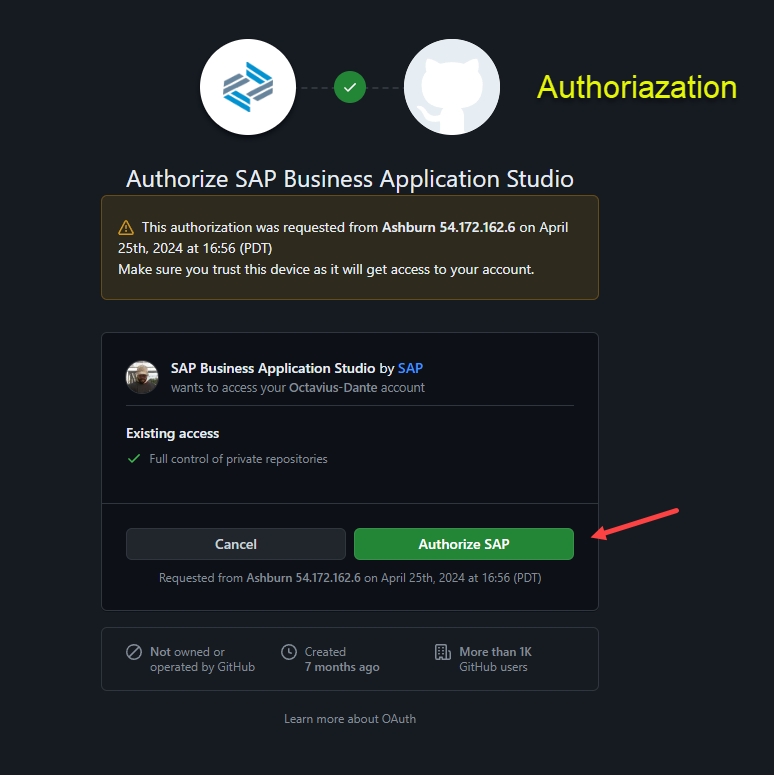 Authoriazation
Authorize SAP Business Application Studio
This authorization was requested from Ashburn 54.172.162.6 on April
25th, 2024 at 16:56 (PDT)
Make sure you trust this device as it will get access to your account.
SAP Business Application Studio by SAP
wants to access your Octavius-Dante account
Existing access
Full control of private repositories
Cancel
Authorize SAP
Requested from Ashburn 54.172.162.6 on April 25th, 2024 at 16:56 (PDT)
Not owned or
operated by GitHub
Created
7 months ago
More than 1K
GitHub users
Learn more about OAuth